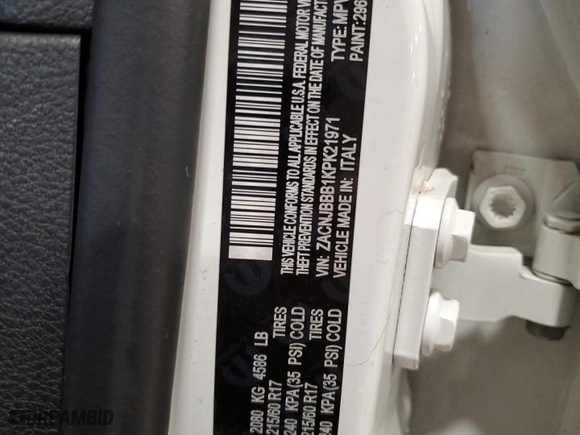 2080 KG 4586 LB TIRES
215/60 R17
240 KPA(35 PSI) COLD
TIRES
215/60 R17
240 KPA(35 PSI) COLD
THIS VEHICLE CONFORMS TO ALL APPLICABLE U.S.A. FEDERAL MOTOR
THEFT PREVENTION STANDARDS IN EFFECT ON THE DATE OF MANUFACT
VIN: ZACNJBBB1KPK21971 TYPE: MPV
VEHICLE MADE IN: ITALY PAINT: 296